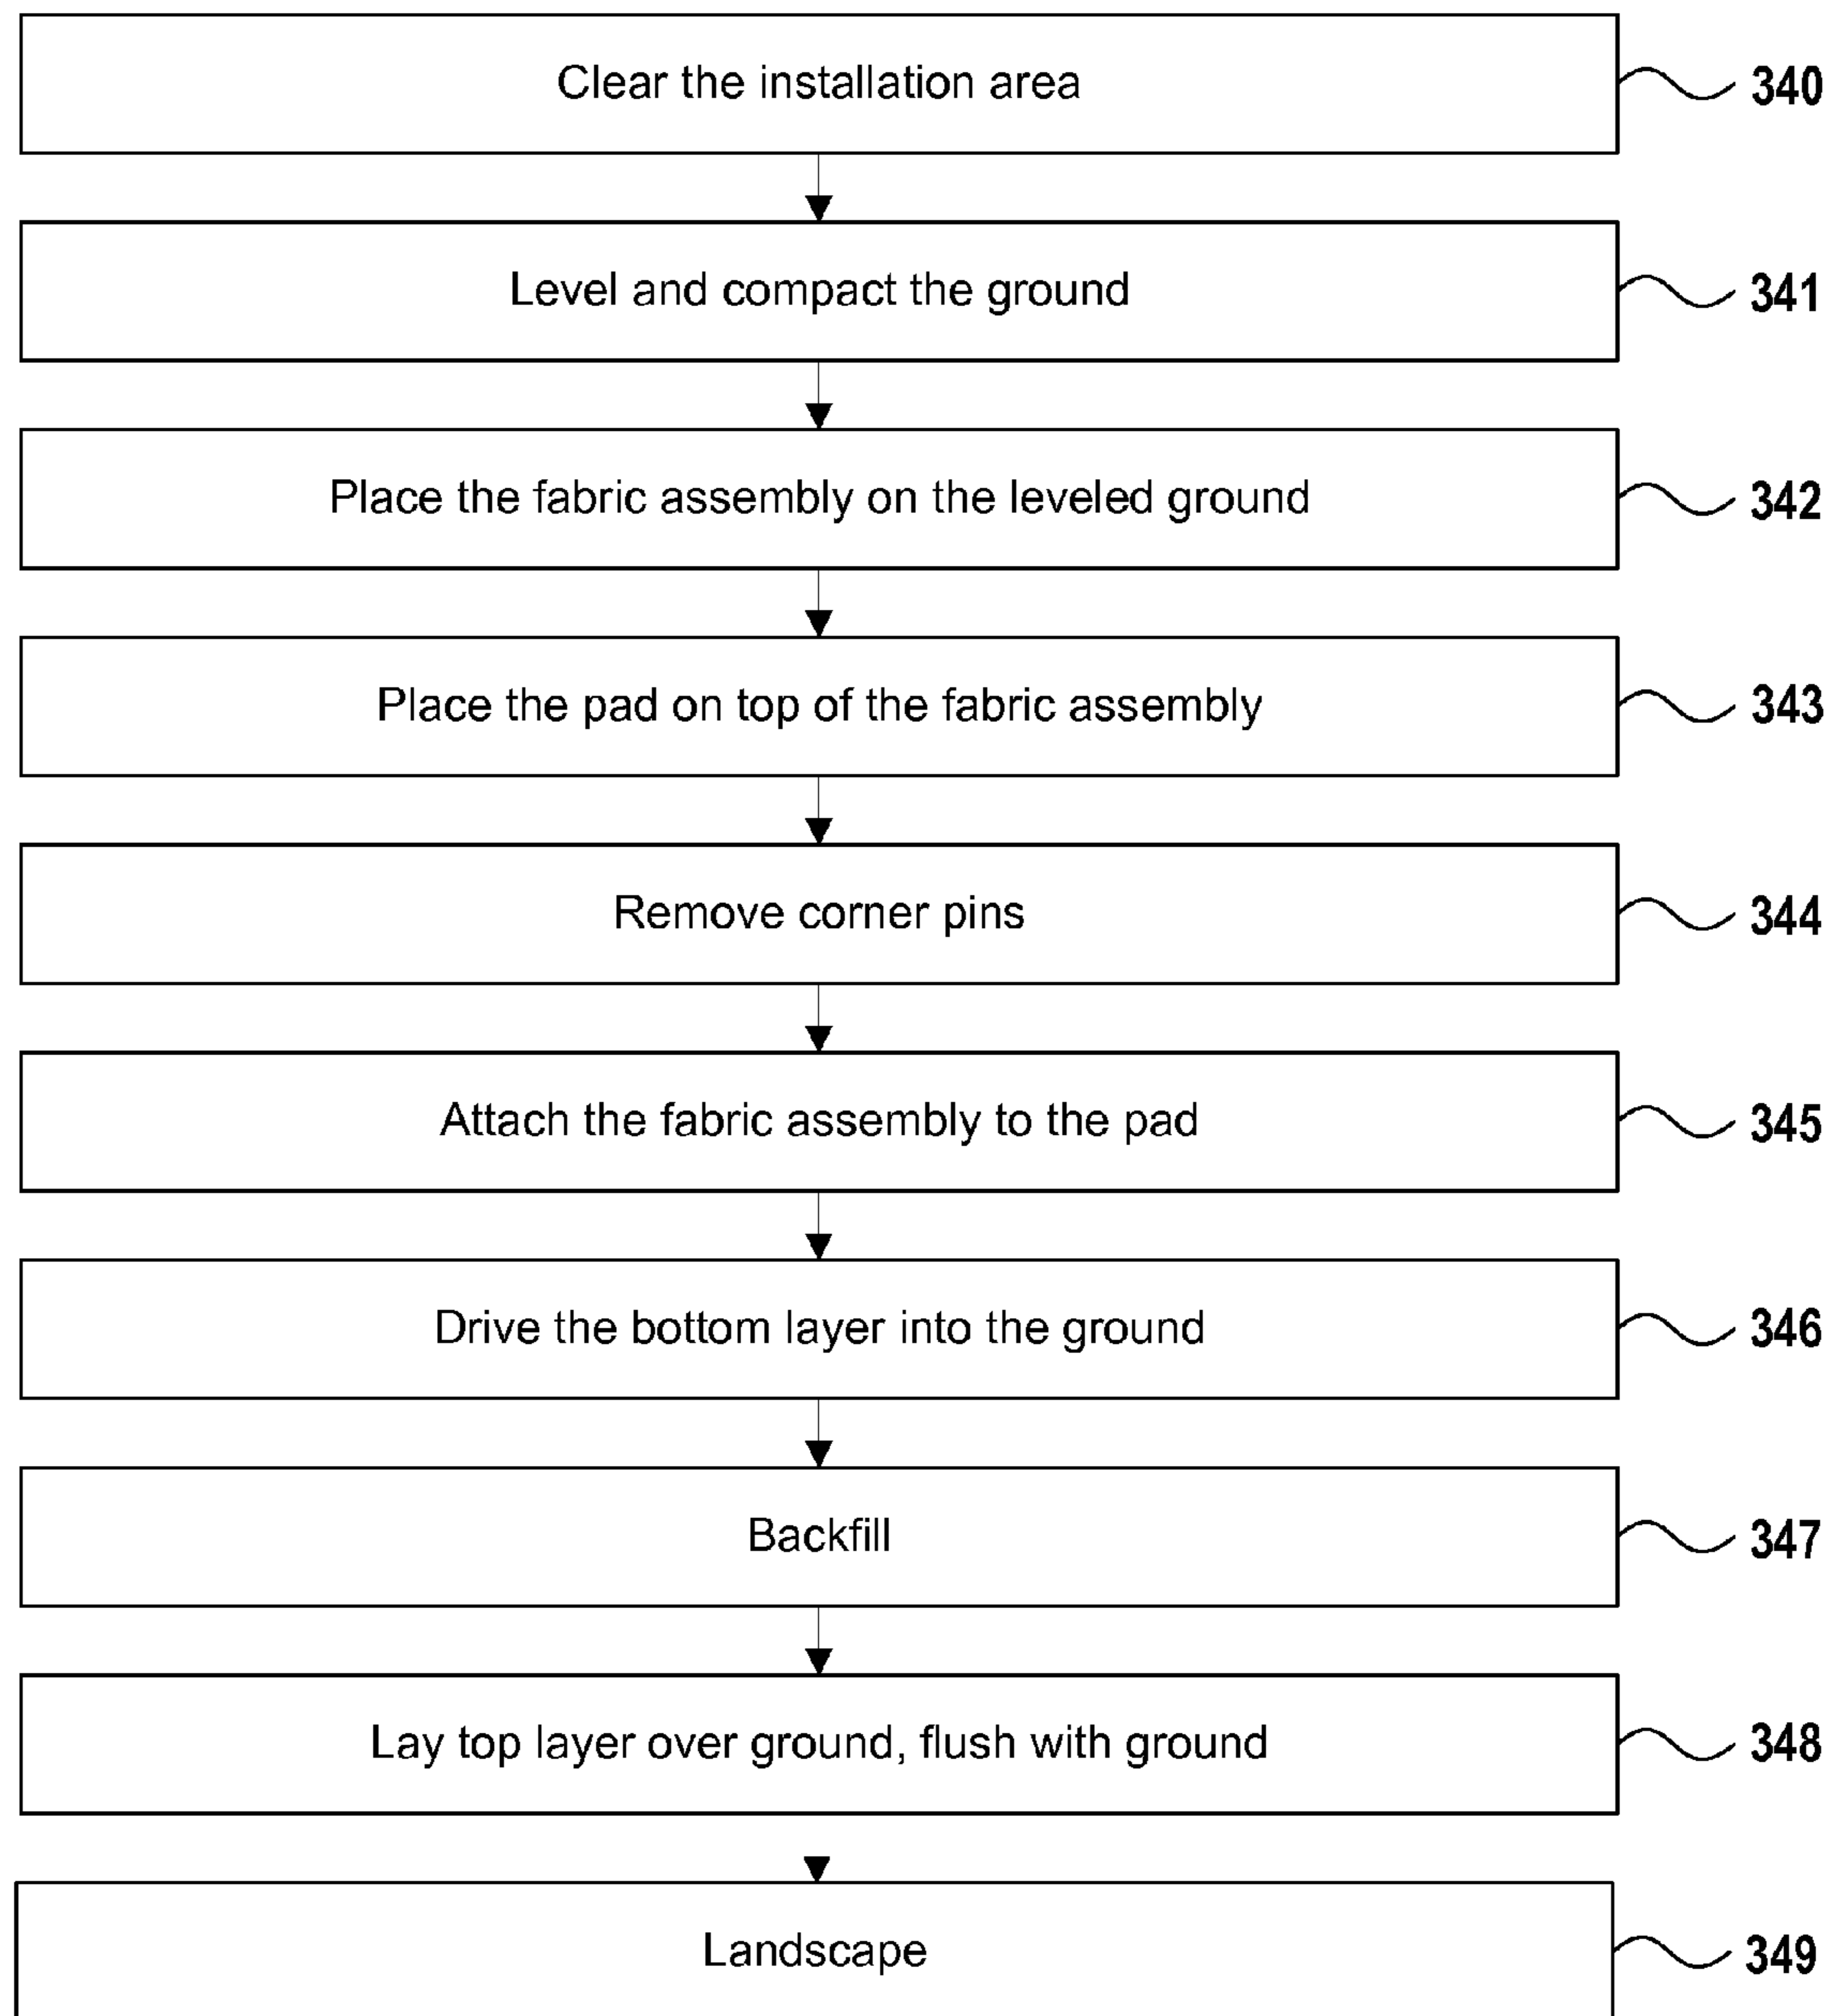 Clear the installation area 340
Level and compact the ground 341
Place the fabric assembly on the leveled ground 342
Place the pad on top of the fabric assembly 343
Remove corner pins 344
Attach the fabric assembly to the pad 345
Drive the bottom layer into the ground 346
Backfill 347
Lay top layer over ground, flush with ground 348
Landscape 349